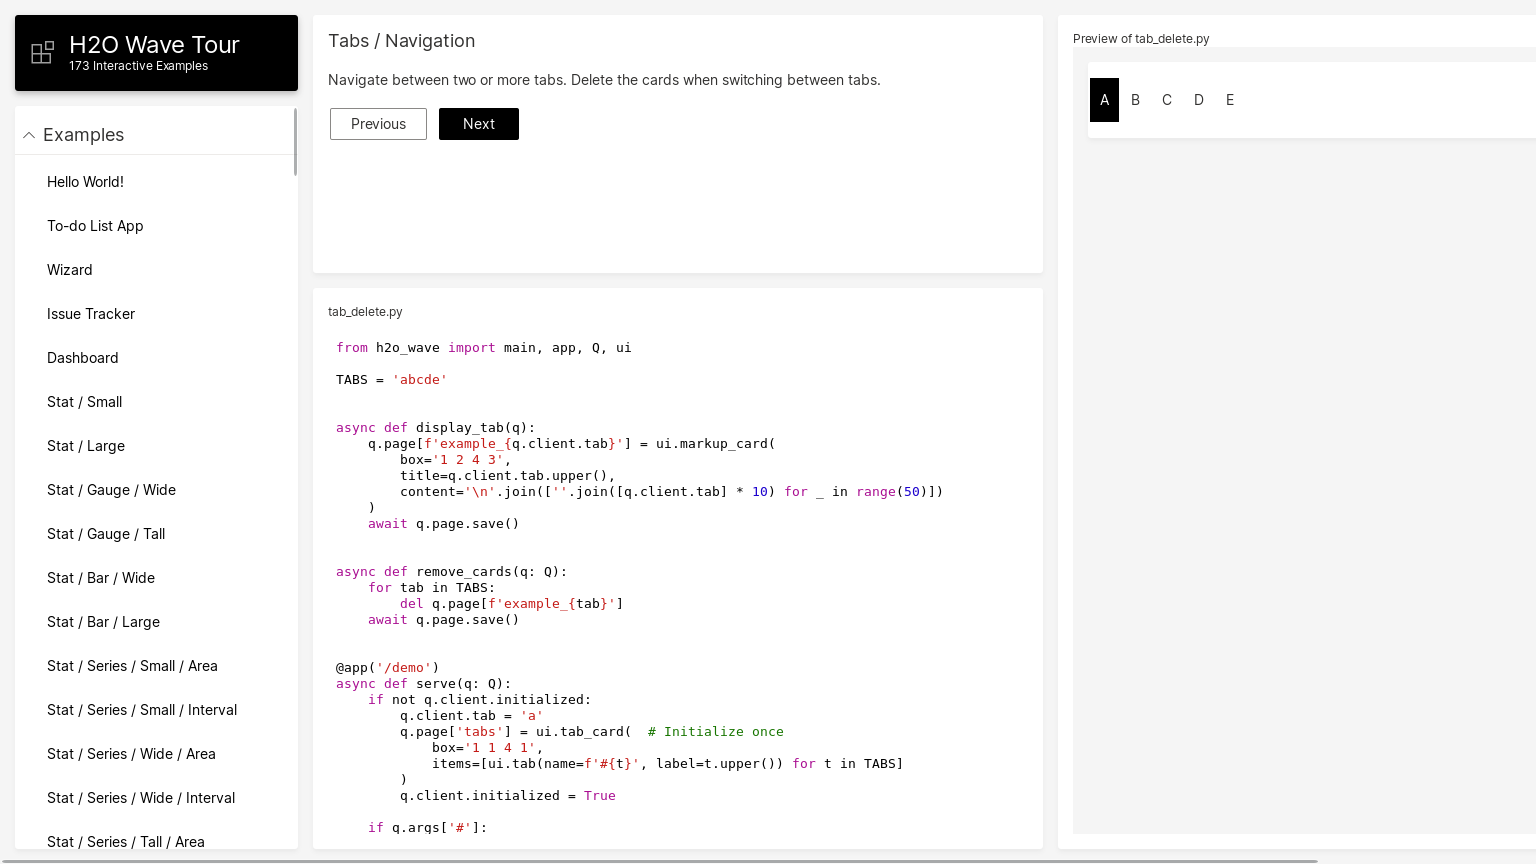 H2O Wave Tour
173 Interactive Examples
Examples
Hello World!
To-do List App
Wizard
Issue Tracker
Dashboard
Stat / Small
Stat / Large
Stat / Gauge / Wide
Stat / Gauge / Tall
Stat / Bar / Wide
Stat / Bar / Large
Stat / Series / Small / Area
Stat / Series / Small / Interval
Stat / Series / Wide / Area
Stat / Series / Wide / Interval
Stat / Series / Tall / Area
Tabs / Navigation
Navigate between two or more tabs. Delete the cards when switching between tabs.
Previous
Next
tab_delete.py
from h2o_wave import main, app, Q, ui
TABS = 'abcde'
async def display_tab(q):
    q.page[f'example_{q.client.tab}'] = ui.markup_card(
        box='1 2 4 3',
        title=q.client.tab.upper(),
        content='\n'.join([''.join([q.client.tab] * 10) for _ in range(50)])
    )
    await q.page.save()
async def remove_cards(q: Q):
    for tab in TABS:
        del q.page[f'example_{tab}']
    await q.page.save()
@app('/demo')
async def serve(q: Q):
    if not q.client.initialized:
        q.client.tab = 'a'
        q.page['tabs'] = ui.tab_card(  # Initialize once
            box='1 1 4 1',
            items=[ui.tab(name=f'#{t}', label=t.upper()) for t in TABS]
        )
        q.client.initialized = True
    if q.args['#']:
Preview of tab_delete.py
A B C D E